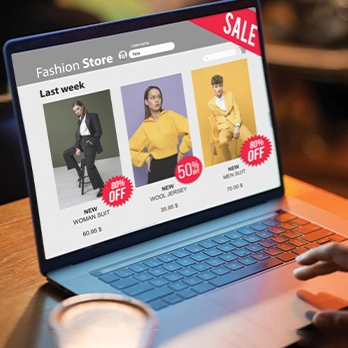 SALE
Fashion Store
Username
Last week
80%
OFF
50%
OFF
80%
OFF
NEW
WOMAN SUIT
60.95 $
NEW
WOOL JERSEY
35.95 $
NEW
MEN SUIT
70.00 $